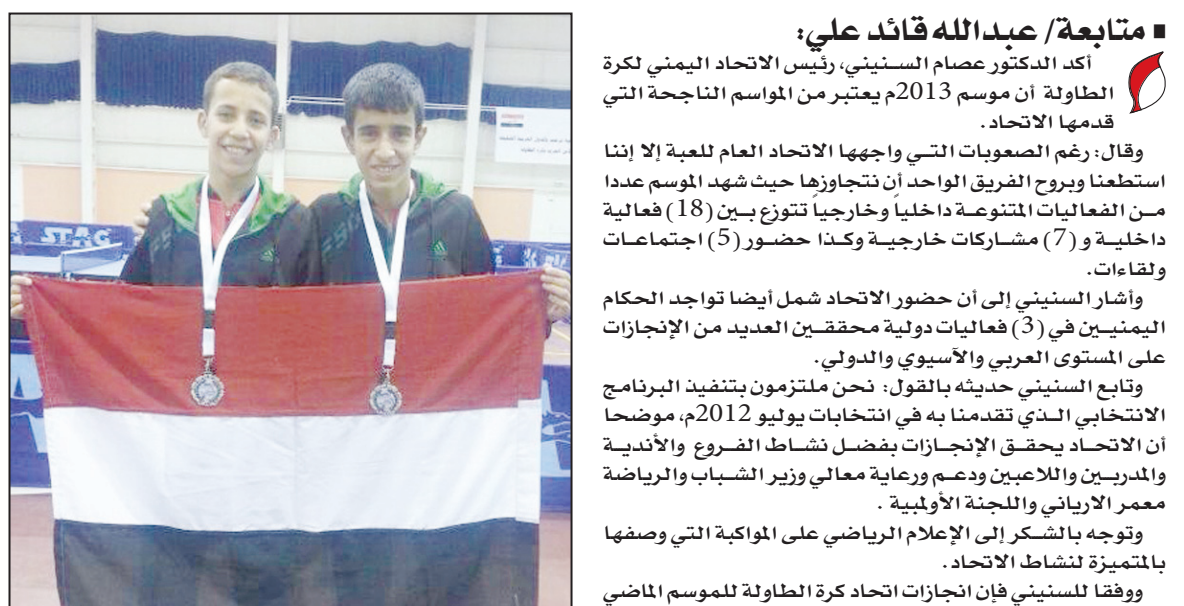 ▪ متابعة/ عبدالله قائد علي:
أكد الدكتور عصام السنيني، رئيس الاتحاد اليمني لكرة
الطاولة أن موسم 2013م يعتبر من المواسم الناجحة التي
قدمها الاتحاد.
وقال: رغم الصعوبات التي واجهها الاتحاد العام للعبة إلا إننا
استطعنا وبروح الفريق الواحد أن نتجاوزها حيث شهد الموسم عددا
من الفعاليات المتنوعة داخلياً وخارجياً تتوزع بين (18) فعالية
داخلية و (7) مشاركات خارجية وكذا حضور (5) اجتماعات
ولقاءات.
وأشار السنيني إلى أن حضور الاتحاد شمل أيضا تواجد الحكام
اليمنيين في (3) فعاليات دولية محققين العديد من الإنجازات
على المستوى العربي والآسيوي والدولي.
وتابع السنيني حديثه بالقول: نحن ملتزمون بتنفيذ البرنامج
الانتخابي الذي تقدمنا به في انتخابات يوليو 2012م، موضحا
أن الاتحاد يحقق الإنجازات بفضل نشاط الفروع والأندية
والمدربين واللاعبين ودعم ورعاية معالي وزير الشباب والرياضة
معمر الارياني واللجنة الأولمبية .
وتوجه بالشكر إلى الإعلام الرياضي على المواكبة التي وصفها
بالمتميزة لنشاط الاتحاد.
ووفقا للسنيني فإن انجازات اتحاد كرة الطاولة للموسم الماضي
STAG